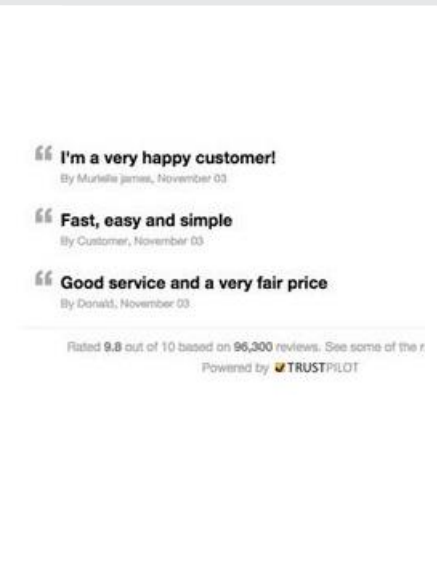 “ I'm a very happy customer!
By Murielle james, November 03
“ Fast, easy and simple
By Customer, November 03
“ Good service and a very fair price
By Donald, November 03
Rated 9.8 out of 10 based on 96,300 reviews. See some of the r
Powered by TRUSTPILOT